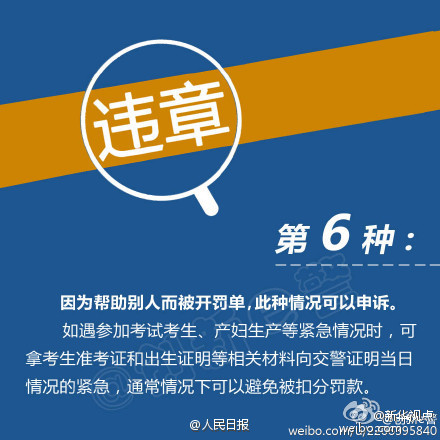 违章
第 6 种：
因为帮助别人而被开罚单，此种情况可以申诉。
如遇参加考试考生、产妇生产等紧急情况时，可
拿考生准考证和出生证明等相关材料向交警证明当日
情况的紧急，通常情况下可以避免被扣分罚款。
@人民日报
@新华视点